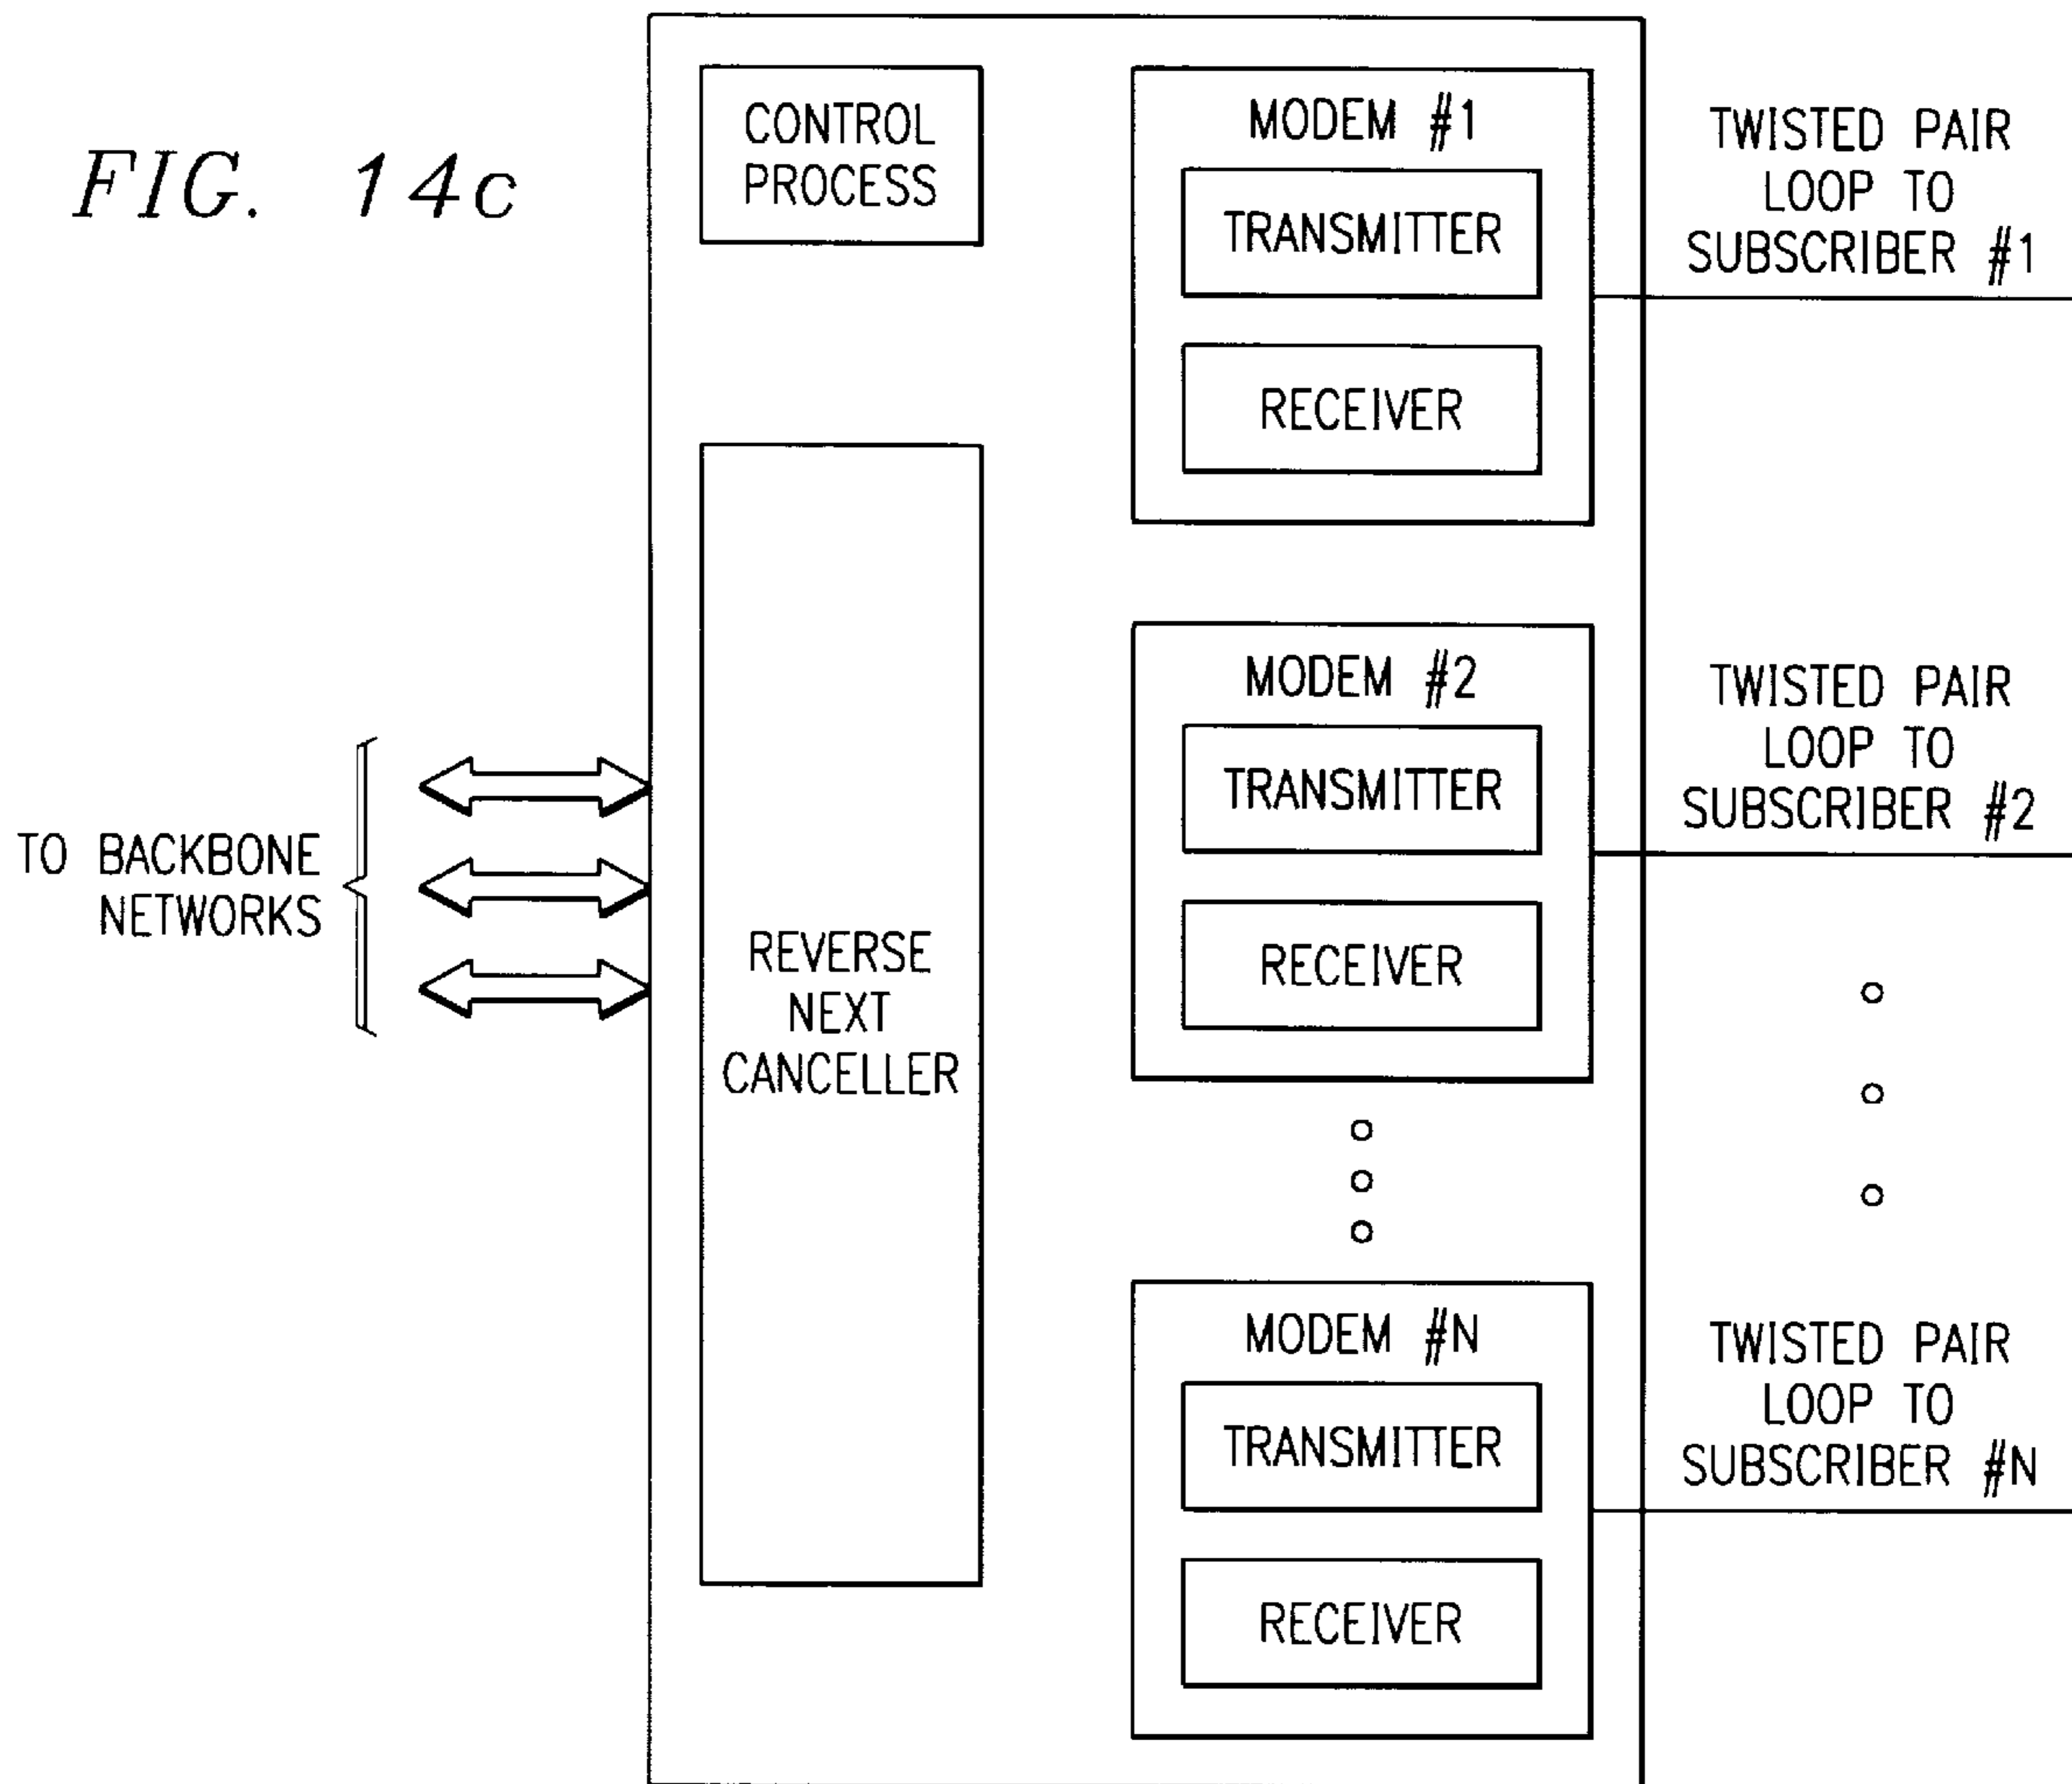 FIG. 14c
CONTROL
PROCESS
MODEM #1
TRANSMITTER
RECEIVER
TWISTED PAIR
LOOP TO
SUBSCRIBER #1
MODEM #2
TRANSMITTER
RECEIVER
TWISTED PAIR
LOOP TO
SUBSCRIBER #2
TO BACKBONE
NETWORKS
REVERSE
NEXT
CANCELLER
MODEM #N
TRANSMITTER
RECEIVER
TWISTED PAIR
LOOP TO
SUBSCRIBER #N